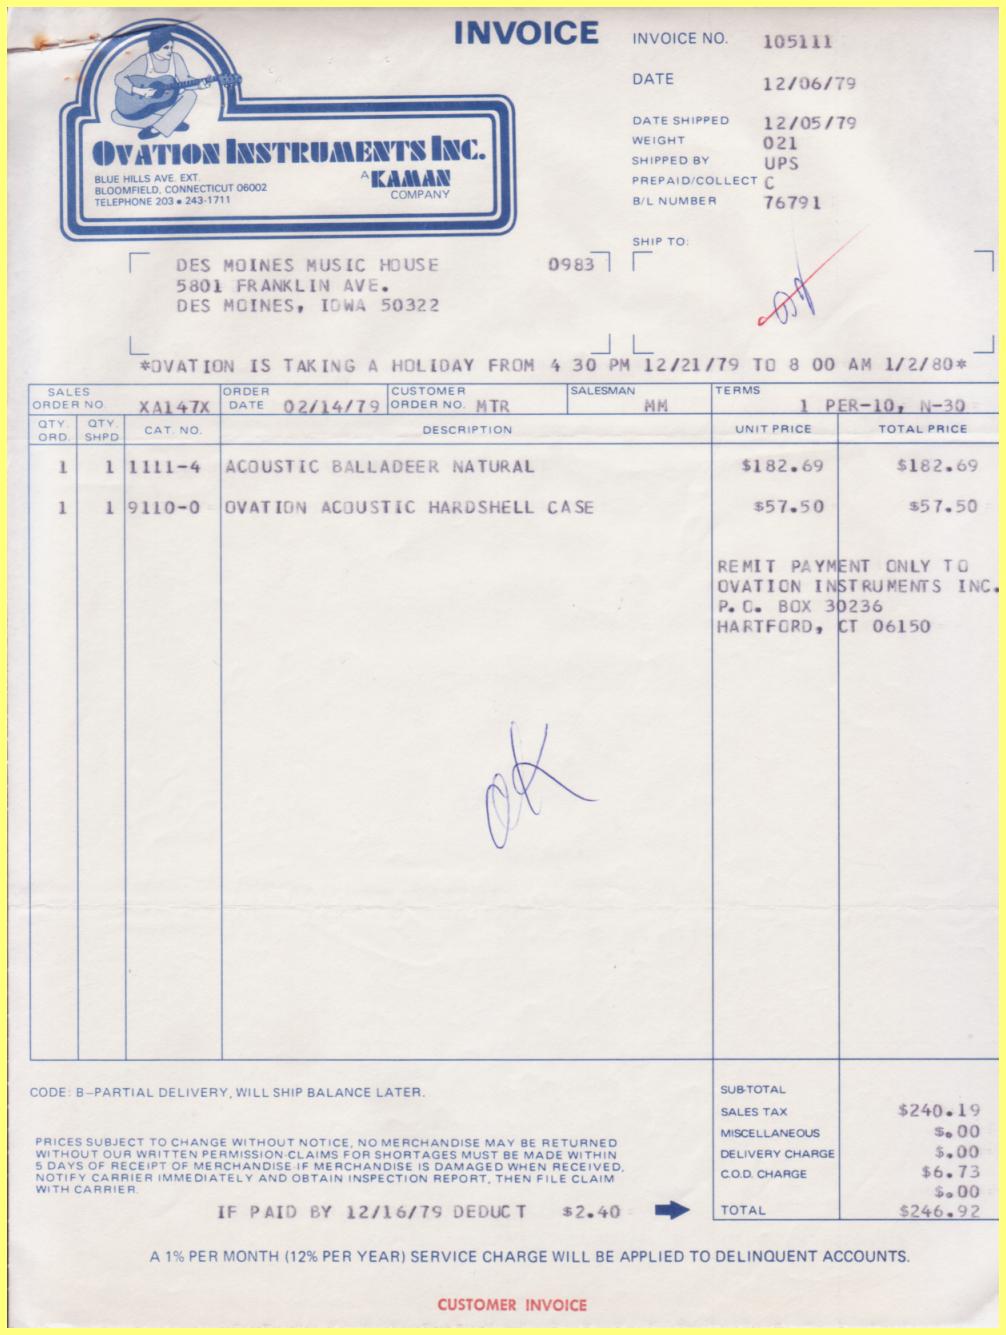 INVOICE
INVOICE NO. 105111
DATE 12/06/79
DATE SHIPPED 12/05/79
WEIGHT 021
SHIPPED BY UPS
PREPAID/COLLECT C
B/L NUMBER 76791
OVATION INSTRUMENTS INC.
BLUE HILLS AVE. EXT.
BLOOMFIELD, CONNECTICUT 06002
TELEPHONE 203 • 243-1711
A KAMAN
COMPANY
SHIP TO:
DES MOINES MUSIC HOUSE 0983
5801 FRANKLIN AVE.
DES MOINES, IOWA 50322
*OVATION IS TAKING A HOLIDAY FROM 4 30 PM 12/21/79 TO 8 00 AM 1/2/80*
SALES ORDER NO. XA147X ORDER DATE 02/14/79 CUSTOMER ORDER NO. MTR SALESMAN MM TERMS 1 PER-10, N-30
QTY. ORD. QTY. SHPD CAT. NO. DESCRIPTION UNIT PRICE TOTAL PRICE
1 1 1111-4 ACOUSTIC BALLADEER NATURAL $182.69 $182.69
1 1 9110-0 OVATION ACOUSTIC HARDSHELL CASE $57.50 $57.50
REMIT PAYMENT ONLY TO
OVATION INSTRUMENTS INC.
P.O. BOX 30236
HARTFORD, CT 06150
OK
CODE: B-PARTIAL DELIVERY, WILL SHIP BALANCE LATER.
PRICES SUBJECT TO CHANGE WITHOUT NOTICE, NO MERCHANDISE MAY BE RETURNED
WITHOUT OUR WRITTEN PERMISSION-CLAIMS FOR SHORTAGES MUST BE MADE WITHIN
5 DAYS OF RECEIPT OF MERCHANDISE-IF MERCHANDISE IS DAMAGED WHEN RECEIVED,
NOTIFY CARRIER IMMEDIATELY AND OBTAIN INSPECTION REPORT, THEN FILE CLAIM
WITH CARRIER.
SUB-TOTAL
SALES TAX $240.19
MISCELLANEOUS $.00
DELIVERY CHARGE $.00
C.O.D. CHARGE $6.73
$.00
IF PAID BY 12/16/79 DEDUCT $2.40
TOTAL $246.92
A 1% PER MONTH (12% PER YEAR) SERVICE CHARGE WILL BE APPLIED TO DELINQUENT ACCOUNTS.
CUSTOMER INVOICE